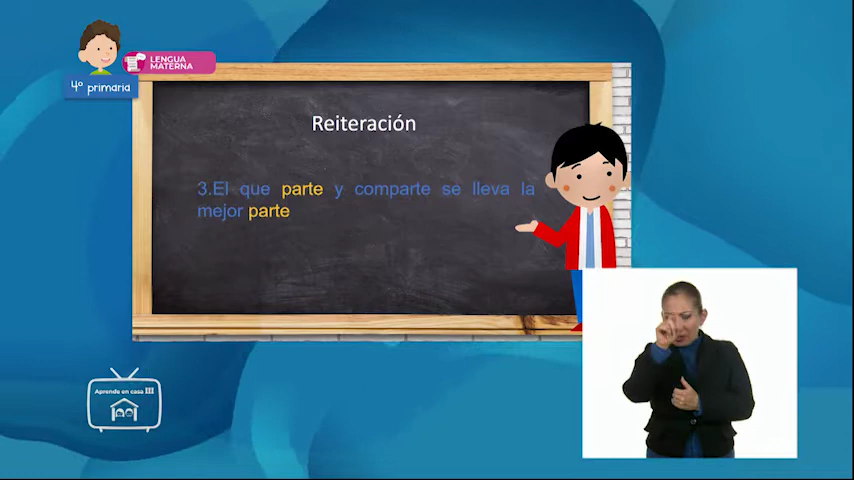 LENGUA
MATERNA
4º primaria
Reiteración
3.El que parte y comparte se lleva la
mejor parte
Aprende en casa III